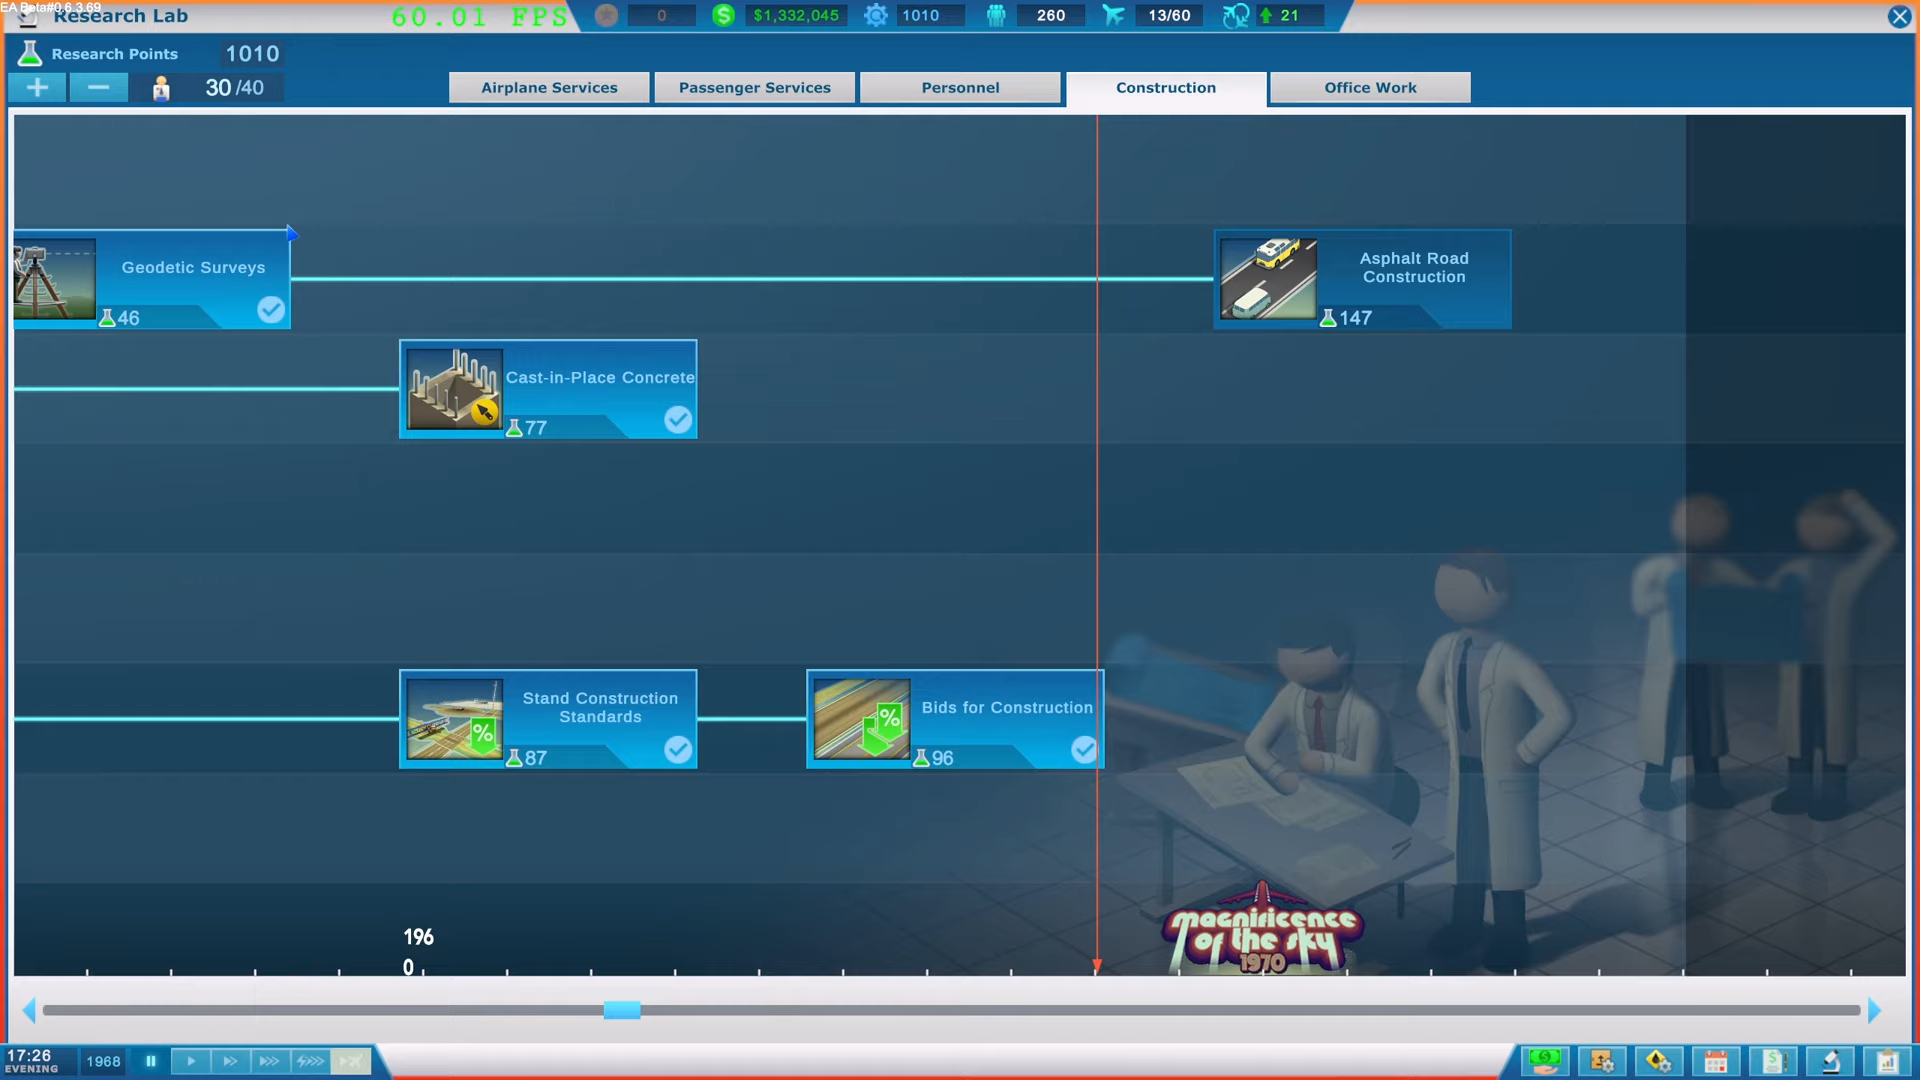 EA Beta#0.6.3.69
Research Lab
60.01 FPS
0
$1,332,045
1010
260
13/60
21
Research Points
1010
30/40
Airplane Services
Passenger Services
Personnel
Construction
Office Work
Geodetic Surveys
46
Asphalt Road
Construction
147
Cast-in-Place Concrete
77
Stand Construction
Standards
%
87
Bids for Construction
%
96
196
0
magnificence
of the sky
1970
17:26
EVENING
1968